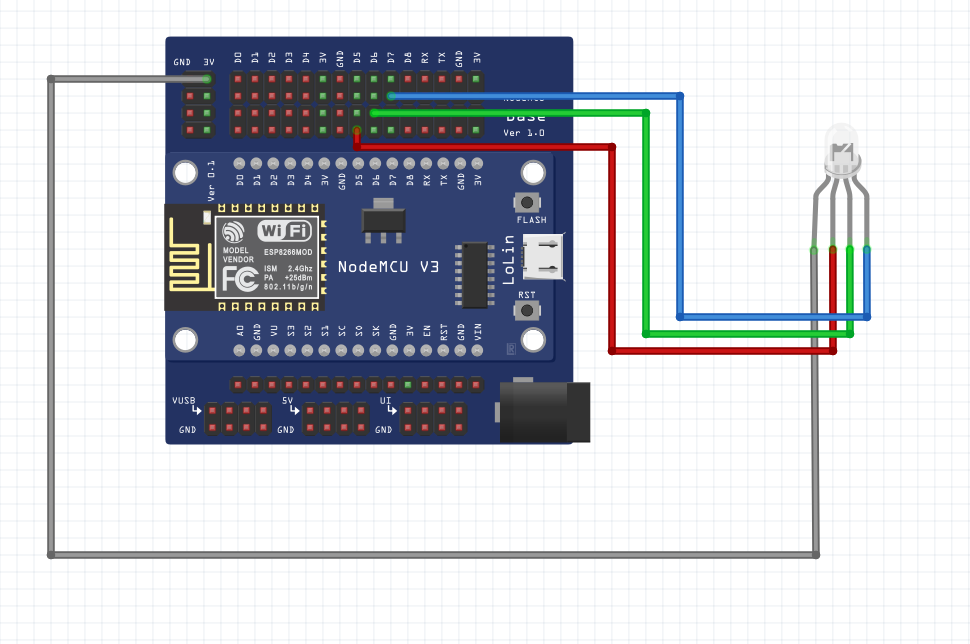 GND 3V
D0 D1 D2 D3 D4 3V GND D5 D6 D7 D8 RX TX GND 3V
Base
Ver 1.0
Ver 0.1
D0 D1 D2 D3 D4 3V GND D5 D6 D7 D8 RX TX GND 3V
FLASH
WiFi
MODEL
VENDOR
ESP8266MOD
FC
ISM 2.4Ghz
PA +25dBm
802.11b/g/n
NodeMCU V3
LoLin
RST
A0 GND VU S3 S2 S1 SC S0 SK GND 3V EN RST GND VIN
VUSB
5V
UI
GND
GND
GND